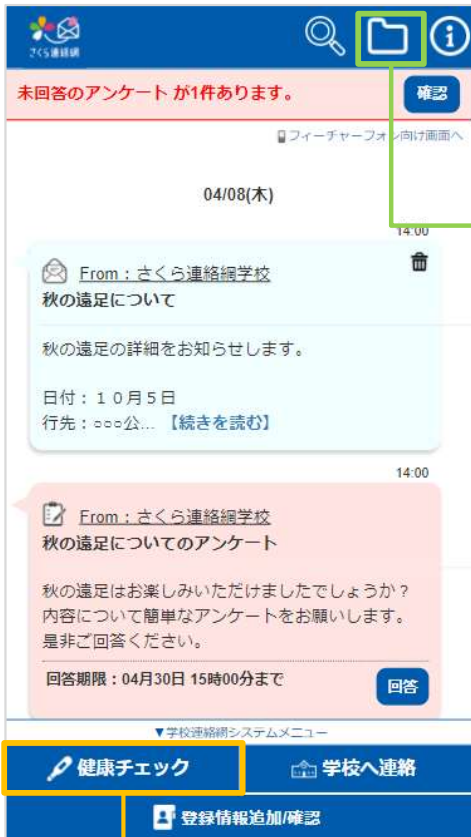 さくら連絡網
未回答のアンケート が1件あります。
確認
フィーチャーフォン向け画面へ
04/08(木)
14:00
From：さくら連絡網学校
秋の遠足について
秋の遠足の詳細をお知らせします。
日付：１０月５日
行先：○○○公... 【続きを読む】
14:00
From：さくら連絡網学校
秋の遠足についてのアンケート
秋の遠足はお楽しみいただけましたでしょうか？
内容について簡単なアンケートをお願いします。
是非ご回答ください。
回答期限：04月30日 15時00分まで
回答
▼学校連絡網システムメニュー
健康チェック
学校へ連絡
登録情報追加/確認